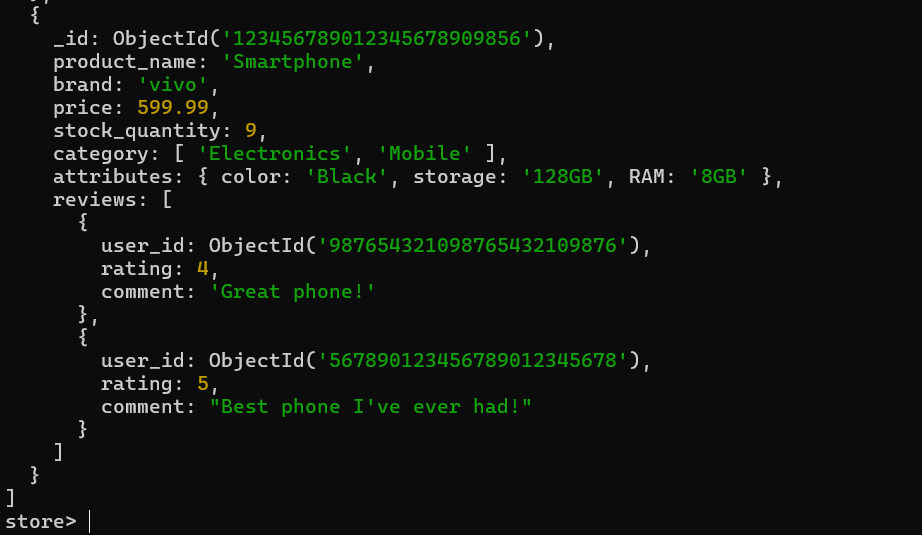 {
_id: ObjectId('123456789012345678909856'),
product_name: 'Smartphone',
brand: 'vivo',
price: 599.99,
stock_quantity: 9,
category: [ 'Electronics', 'Mobile' ],
attributes: { color: 'Black', storage: '128GB', RAM: '8GB' },
reviews: [
{
user_id: ObjectId('987654321098765432109876'),
rating: 4,
comment: 'Great phone!'
},
{
user_id: ObjectId('567890123456789012345678'),
rating: 5,
comment: "Best phone I've ever had!"
}
]
}
]
store>